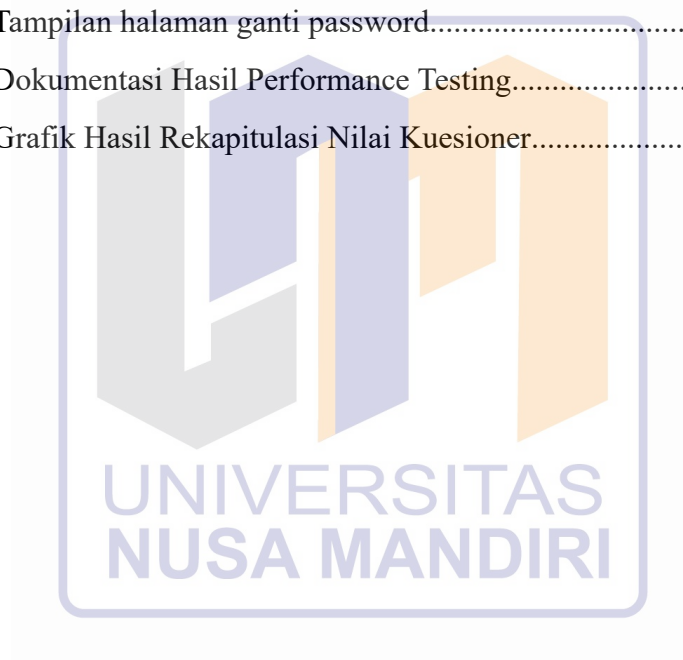 Tampilan halaman ganti password...............................
Dokumentasi Hasil Performance Testing.....................
Grafik Hasil Rekapitulasi Nilai Kuesioner...................
UNIVERSITAS
NUSA MANDIRI